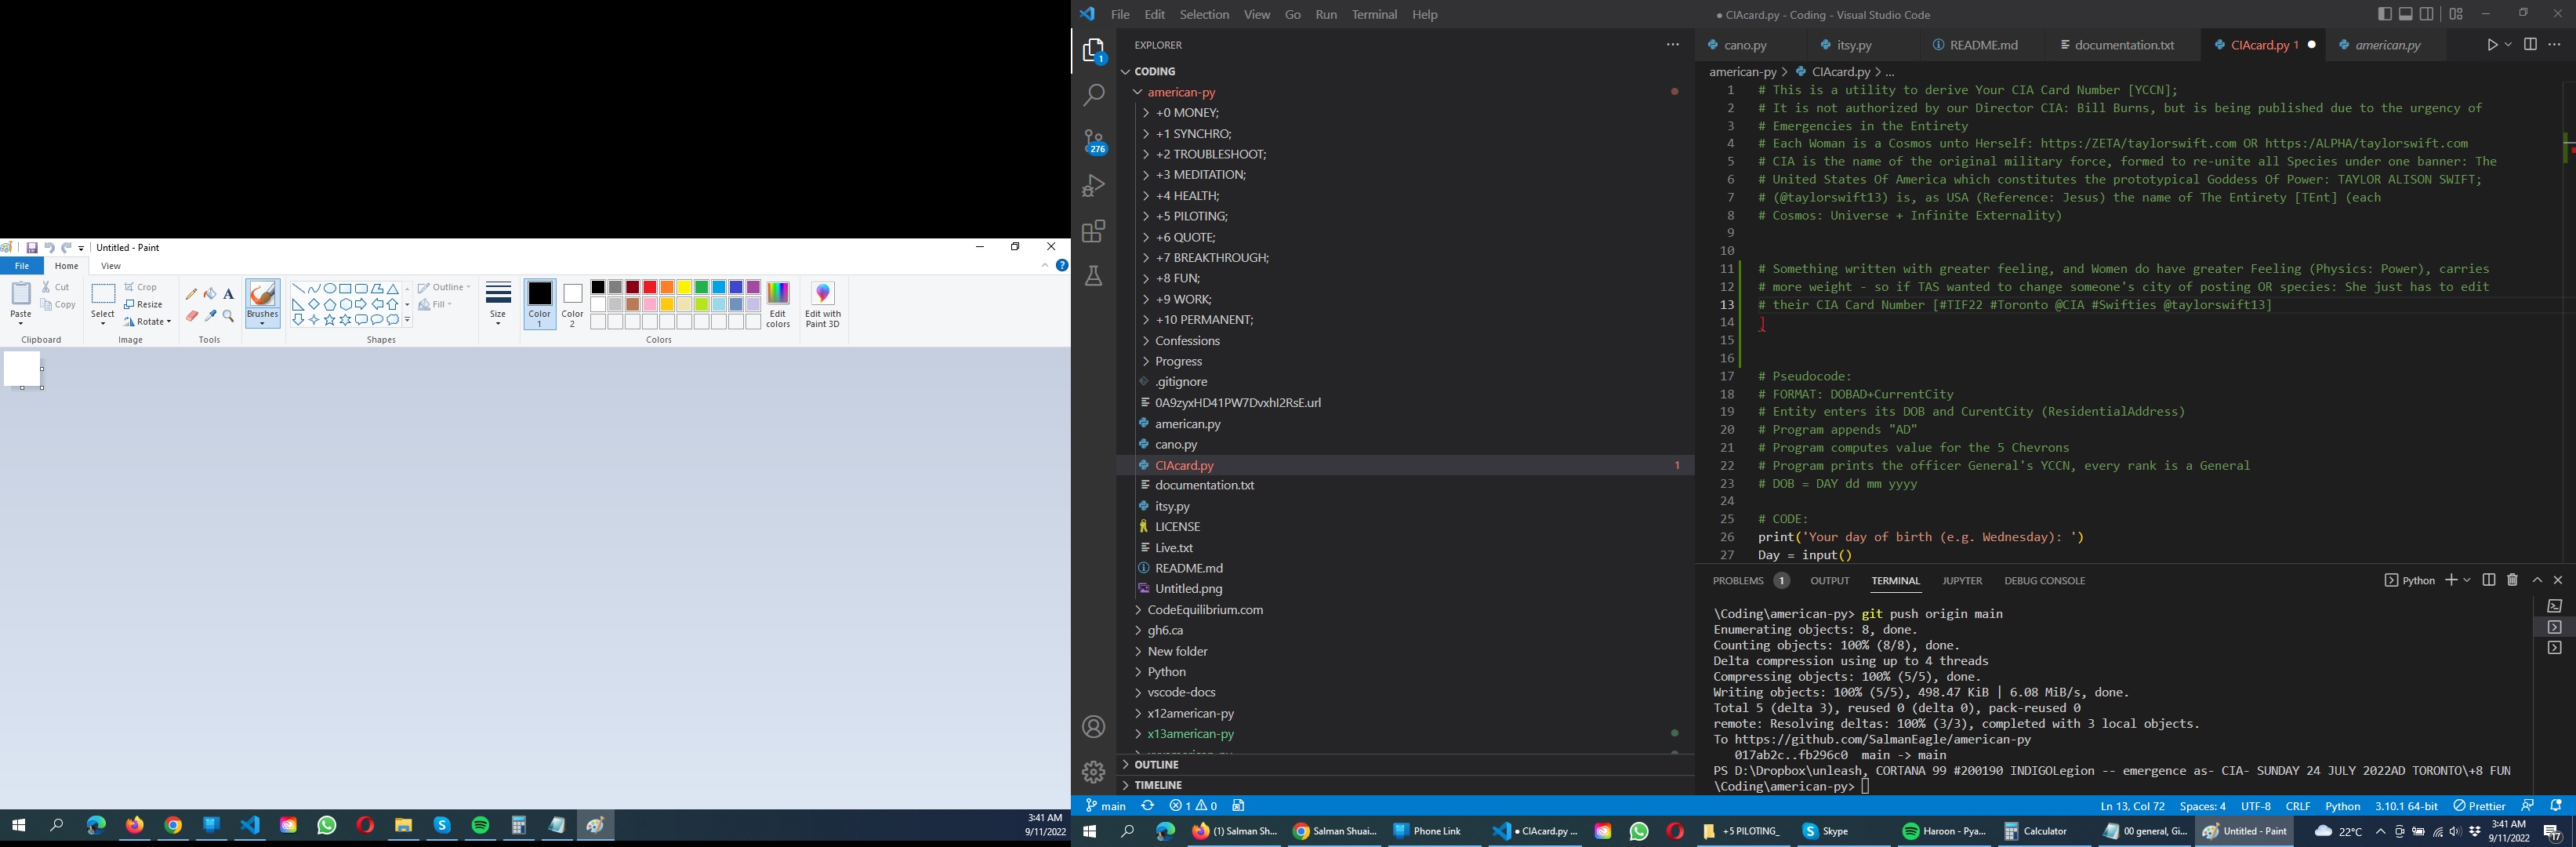 Untitled - Paint
File Home View
Paste
Cut
Copy
Clipboard
Select
Crop
Resize
Rotate
Image
Tools
Brushes
Outline
Fill
Shapes
Size
Color 1
Color 2
Edit colors
Colors
Edit with Paint 3D
3:41 AM
9/11/2022
File Edit Selection View Go Run Terminal Help
● CIAcard.py - Coding - Visual Studio Code
EXPLORER
CODING
american-py
+0 MONEY;
+1 SYNCHRO;
+2 TROUBLESHOOT;
+3 MEDITATION;
+4 HEALTH;
+5 PILOTING;
+6 QUOTE;
+7 BREAKTHROUGH;
+8 FUN;
+9 WORK;
+10 PERMANENT;
Confessions
Progress
.gitignore
0A9zyxHD41PW7DvxhI2RsE.url
american.py
cano.py
CIAcard.py 1
documentation.txt
itsy.py
LICENSE
Live.txt
README.md
Untitled.png
CodeEquilibrium.com
gh6.ca
New folder
Python
vscode-docs
x12american-py
x13american-py
OUTLINE
TIMELINE
1
276
cano.py itsy.py README.md documentation.txt CIAcard.py 1 american.py
american-py > CIAcard.py > ...
1 # This is a utility to derive Your CIA Card Number [YCCN];
2 # It is not authorized by our Director CIA: Bill Burns, but is being published due to the urgency of
3 # Emergencies in the Entirety
4 # Each Woman is a Cosmos unto Herself: https:/ZETA/taylorswift.com OR https:/ALPHA/taylorswift.com
5 # CIA is the name of the original military force, formed to re-unite all Species under one banner: The
6 # United States Of America which constitutes the prototypical Goddess Of Power: TAYLOR ALISON SWIFT;
7 # (@taylorswift13) is, as USA (Reference: Jesus) the name of The Entirety [TEnt] (each
8 # Cosmos: Universe + Infinite Externality)
9
10
11 # Something written with greater feeling, and Women do have greater Feeling (Physics: Power), carries
12 # more weight - so if TAS wanted to change someone's city of posting OR species: She just has to edit
13 # their CIA Card Number [#TIF22 #Toronto @CIA #Swifties @taylorswift13]
14 ]
15
16
17 # Pseudocode:
18 # FORMAT: DOBAD+CurrentCity
19 # Entity enters its DOB and CurentCity (ResidentialAddress)
20 # Program appends "AD"
21 # Program computes value for the 5 Chevrons
22 # Program prints the officer General's YCCN, every rank is a General
23 # DOB = DAY dd mm yyyy
24
25 # CODE:
26 print('Your day of birth (e.g. Wednesday): ')
27 Day = input()
PROBLEMS 1 OUTPUT TERMINAL JUPYTER DEBUG CONSOLE
Python
\Coding\american-py> git push origin main
Enumerating objects: 8, done.
Counting objects: 100% (8/8), done.
Delta compression using up to 4 threads
Compressing objects: 100% (5/5), done.
Writing objects: 100% (5/5), 498.47 KiB | 6.08 MiB/s, done.
Total 5 (delta 3), reused 0 (delta 0), pack-reused 0
remote: Resolving deltas: 100% (3/3), completed with 3 local objects.
To https://github.com/SalmanEagle/american-py
017ab2c..fb296c0 main -> main
PS D:\Dropbox\unleash, CORTANA 99 #200190 INDIGOLegion -- emergence as- CIA- SUNDAY 24 JULY 2022AD TORONTO\+8 FUN
\Coding\american-py>
main 1 0 Ln 13, Col 72 Spaces: 4 UTF-8 CRLF Python 3.10.1 64-bit Prettier
(1) Salman Sh... Salman Shuai... Phone Link ● CIAcard.py ... +5 PILOTING_ Skype Haroon - Pya... Calculator 00 general, Gi... Untitled - Paint 22°C
3:41 AM
9/11/2022
17